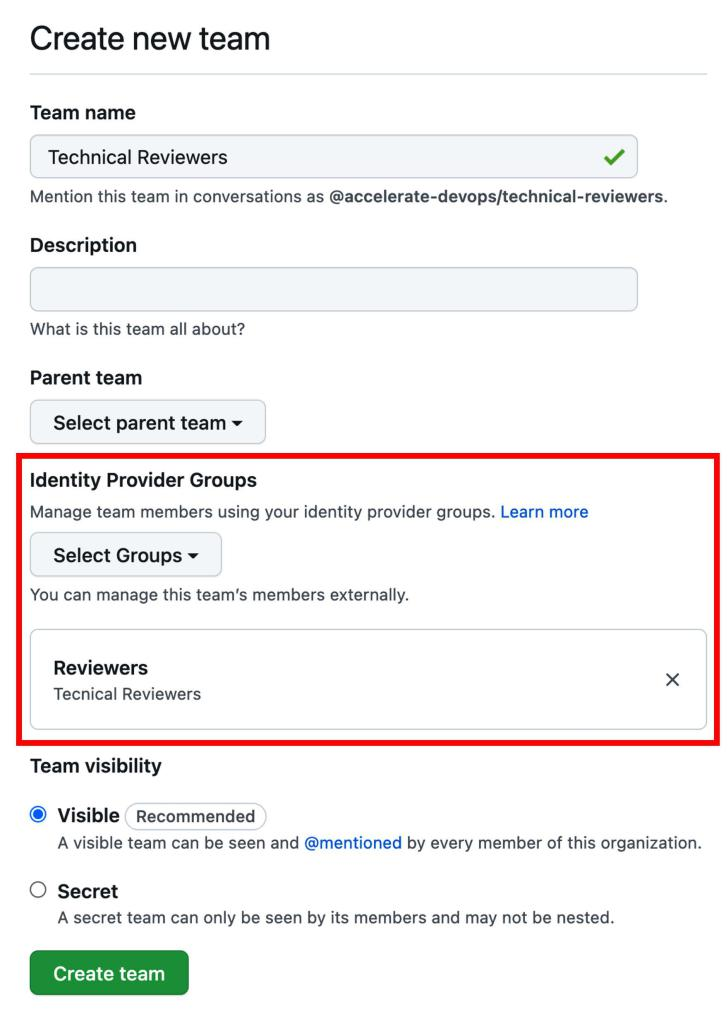 Create new team
Team name
Technical Reviewers
Mention this team in conversations as @accelerate-devops/technical-reviewers.
Description
What is this team all about?
Parent team
Select parent team
Identity Provider Groups
Manage team members using your identity provider groups. Learn more
Select Groups
You can manage this team’s members externally.
Reviewers
Tecnical Reviewers
Team visibility
Visible Recommended
A visible team can be seen and @mentioned by every member of this organization.
Secret
A secret team can only be seen by its members and may not be nested.
Create team